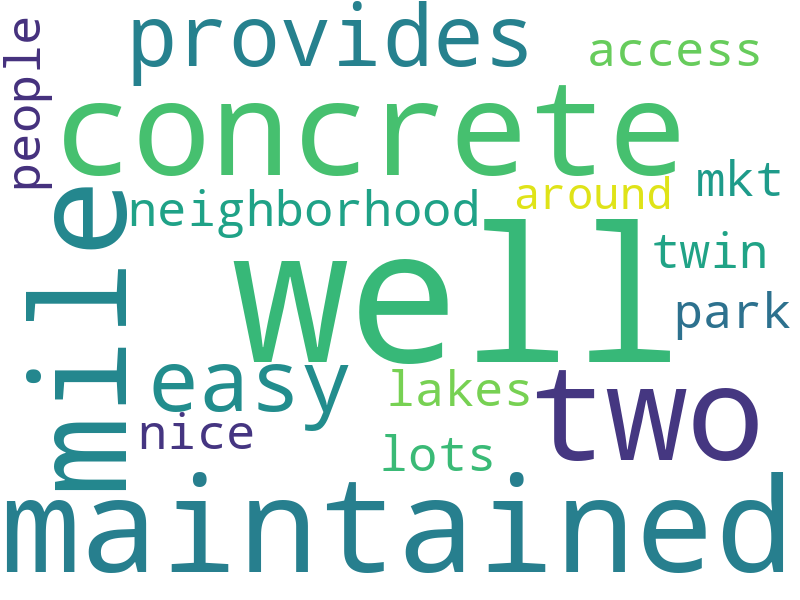 provides
access
people
concrete
mkt
around
neighborhood
mile
well
twin
park
easy
lakes
two
nice
lots
maintained